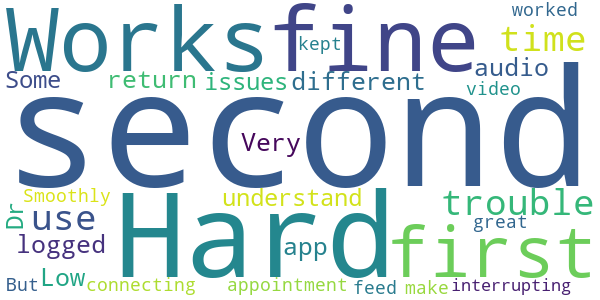 worked
Works fine kept time
Some return issues different audio
video
second
Very
Smoothly understand trouble
Dr use Hard great
logged app first
But Low connecting appointment feed make interrupting